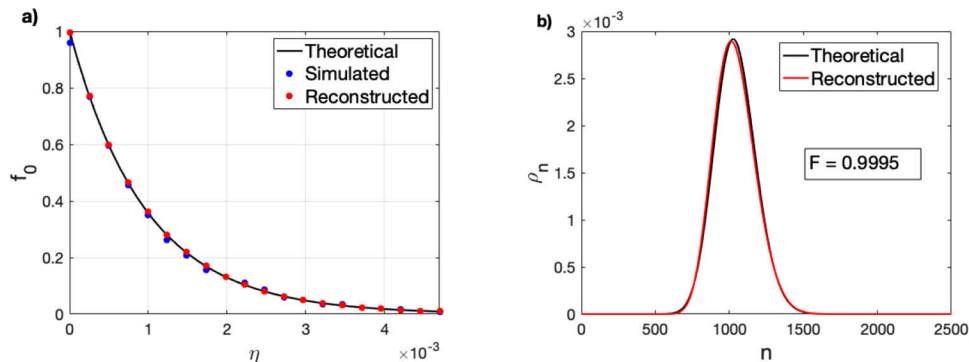 a)
1
0.8
0.6
0.4
0.2
0
f0
0 1 2 3 4
×10⁻³
η
Theoretical
Simulated
Reconstructed
b)
×10⁻³
3
2.5
2
1.5
1
0.5
0
ρn
0 500 1000 1500 2000 2500
n
Theoretical
Reconstructed
F = 0.9995